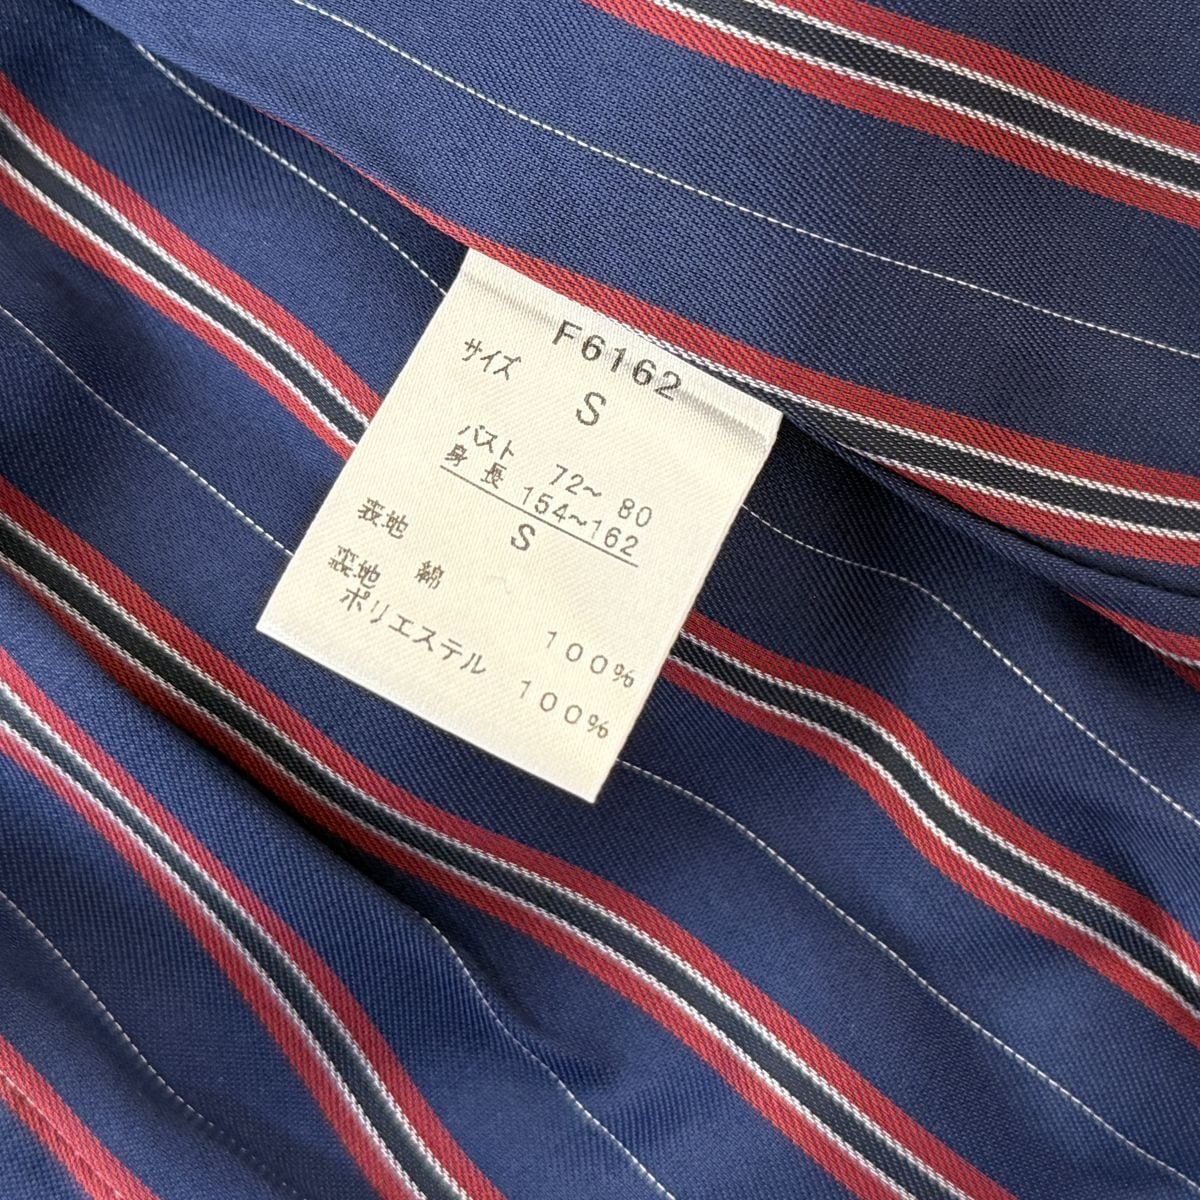 F6162
サイズ
S
バスト 72~ 80
身長 154~162
S
表地 綿 100%
裏地
ポリエステル 100%